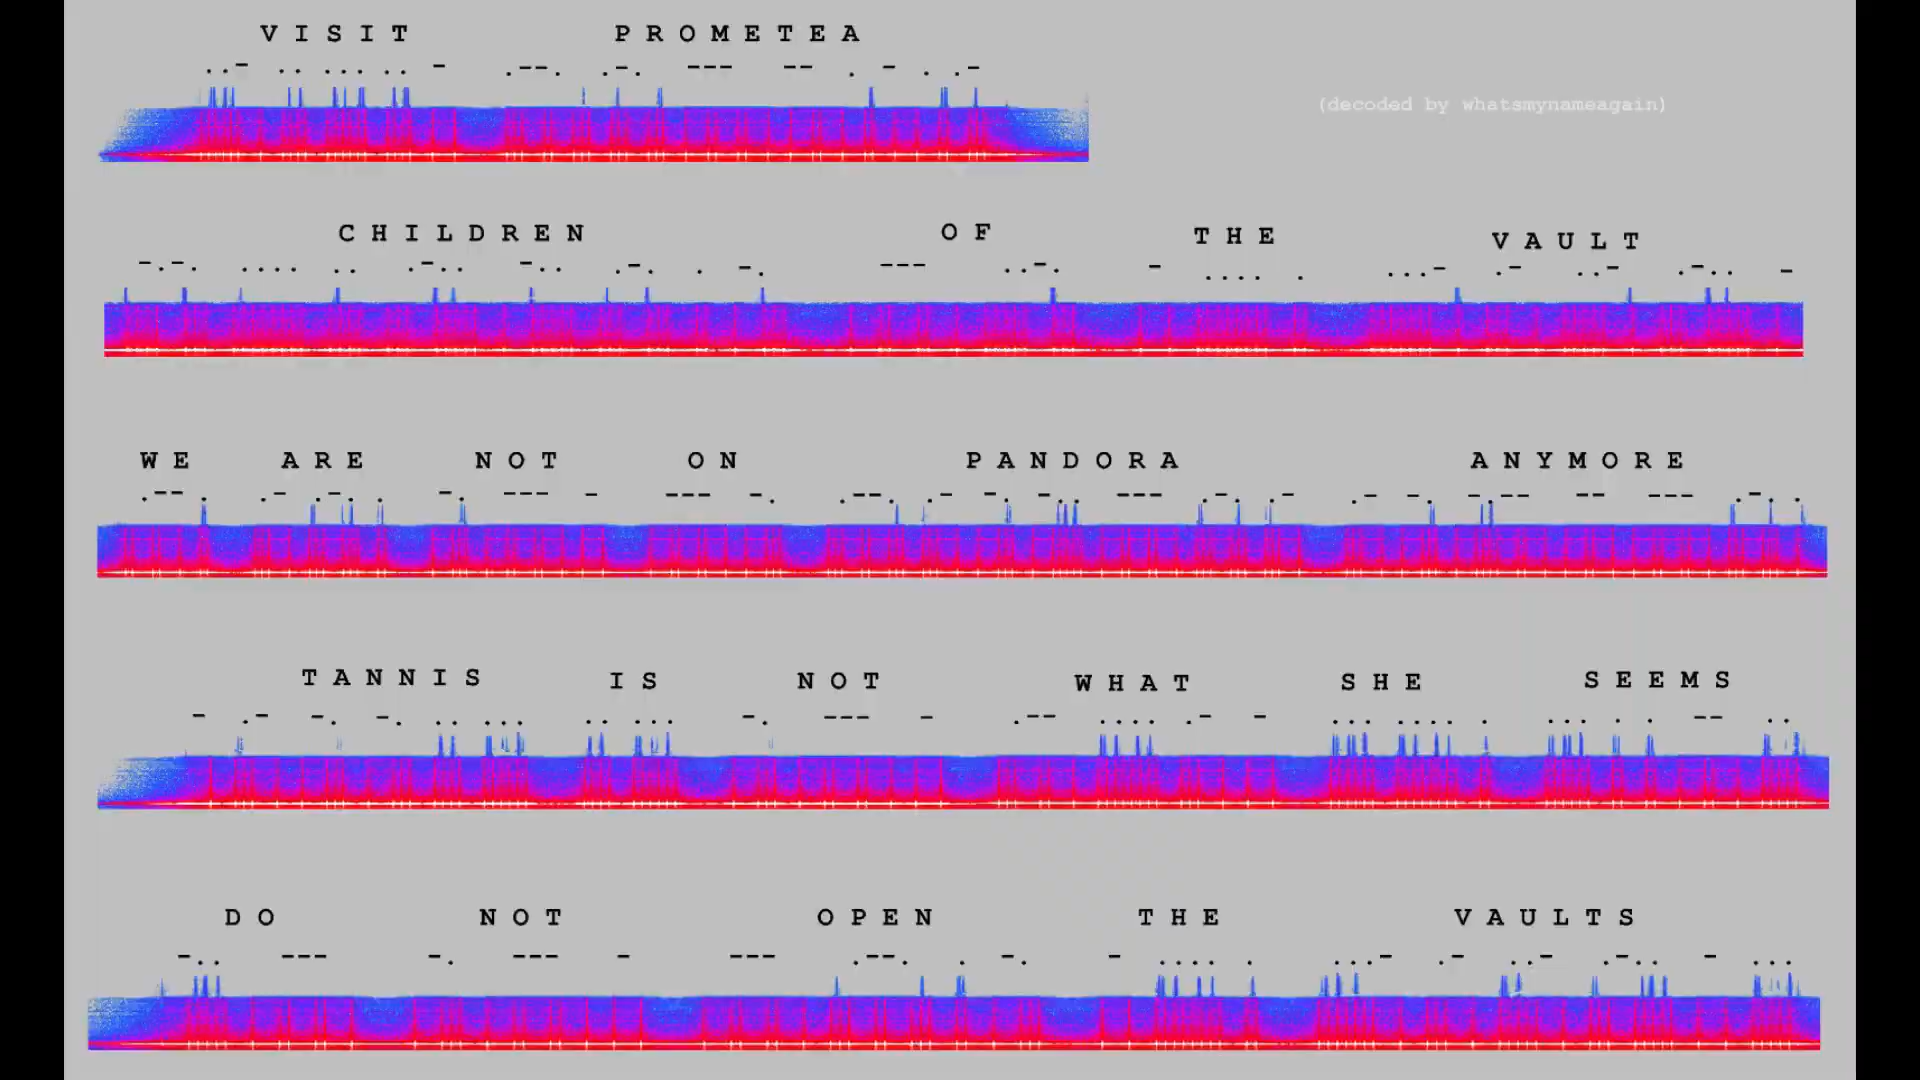 VISIT PROMETEA
..- .. .... .. - .--. .-. --- -- . - . .-
(decoded by whatsmynameagain)
CHILDREN OF THE VAULT
-.-. .... .. .-.. -.. .-. . -. --- ..-. - .... . ...- .- ..- .-.. -
WE ARE NOT ON PANDORA ANYMORE
.-- . .- .-. . -. --- - --- -. .--. .- -. -.. --- .-. .- .- -. -.-- -- --- .-. .
TANNIS IS NOT WHAT SHE SEEMS
- .- -. -. .. ... .. ... -. --- - .-- .... .- - ... .... . ... . . -- ..
DO NOT OPEN THE VAULTS
-.. --- -. --- - --- .--. . -. - .... . ...- .- ..- .-.. - ...